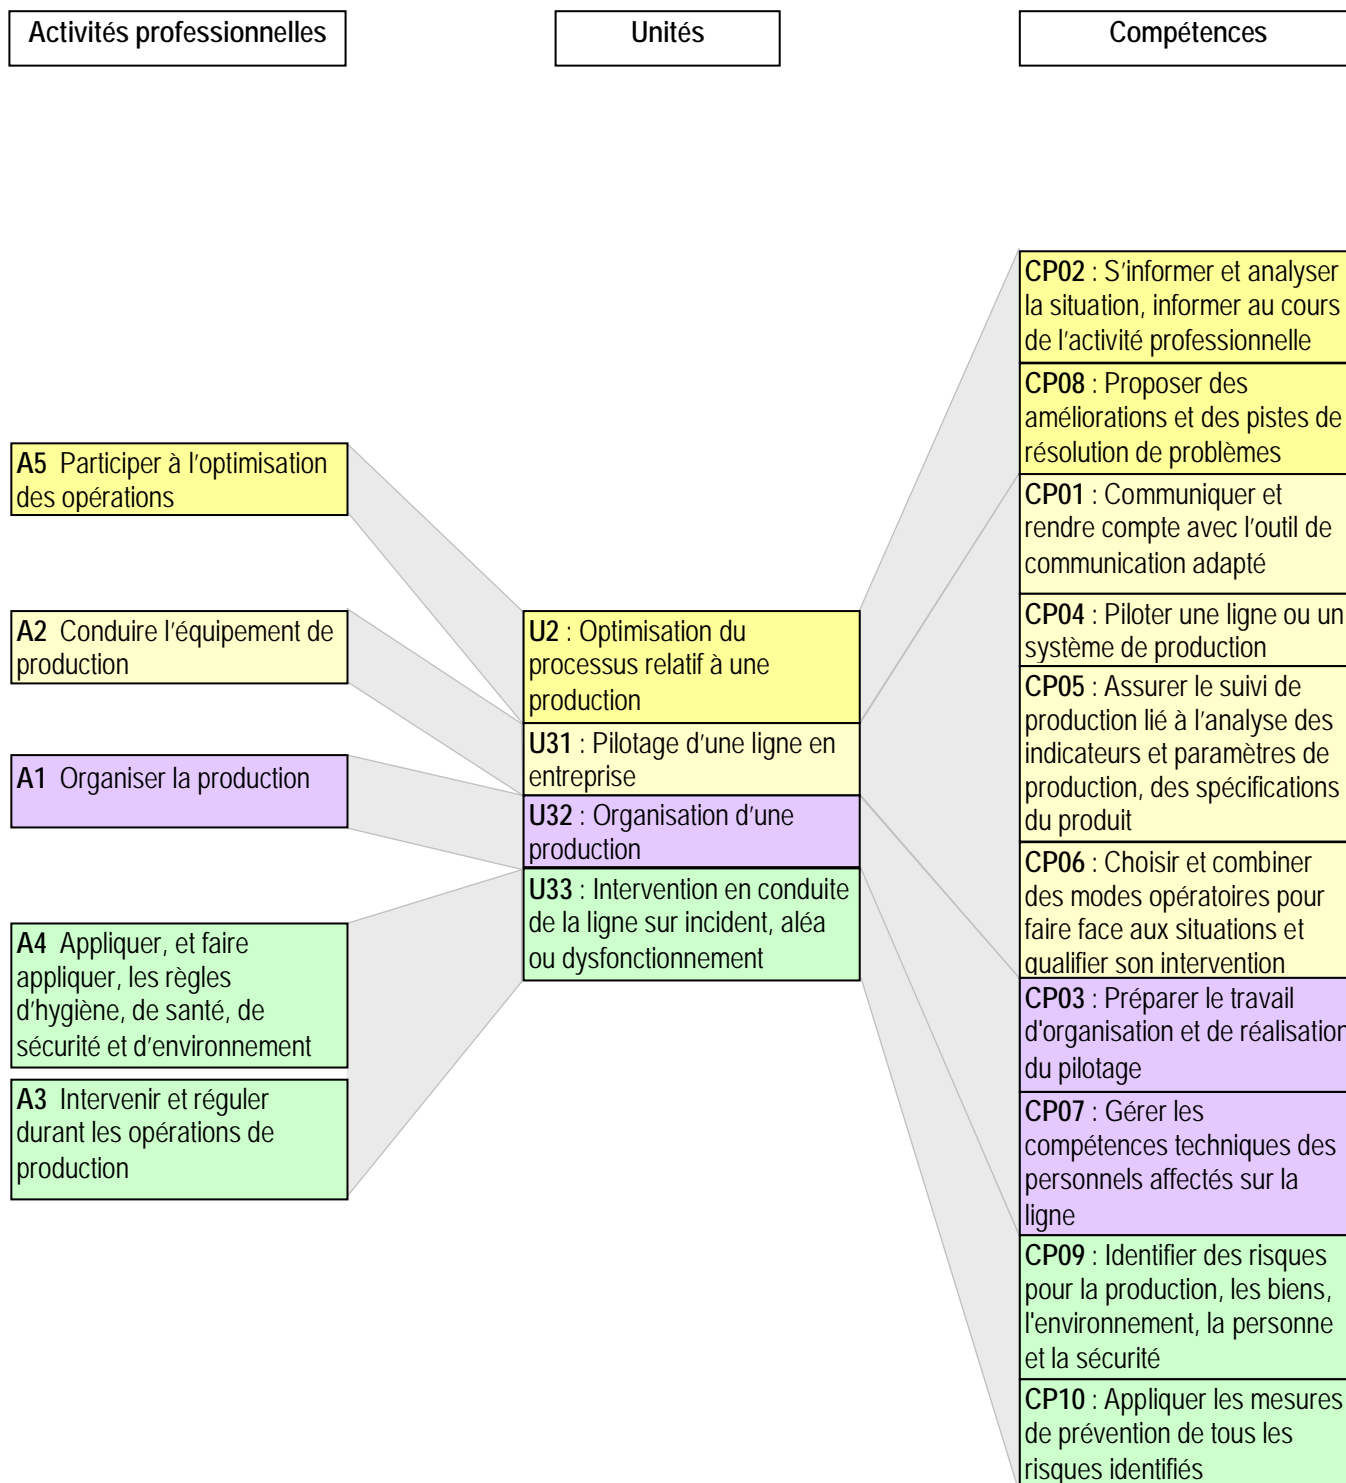 Activités professionnelles
Unités
Compétences
A5 Participer à l'optimisation
des opérations
A2 Conduire l'équipement de
production
A1 Organiser la production
A4 Appliquer, et faire
appliquer, les règles
d'hygiène, de santé, de
sécurité et d'environnement
A3 Intervenir et réguler
durant les opérations de
production
U2 : Optimisation du
processus relatif à une
production
U31 : Pilotage d'une ligne en
entreprise
U32 : Organisation d'une
production
U33 : Intervention en conduite
de la ligne sur incident, aléa
ou dysfonctionnement
CP02 : S'informer et analyser
la situation, informer au cours
de l'activité professionnelle
CP08 : Proposer des
améliorations et des pistes de
résolution de problèmes
CP01 : Communiquer et
rendre compte avec l'outil de
communication adapté
CP04 : Piloter une ligne ou un
système de production
CP05 : Assurer le suivi de
production lié à l'analyse des
indicateurs et paramètres de
production, des spécifications
du produit
CP06 : Choisir et combiner
des modes opératoires pour
faire face aux situations et
qualifier son intervention
CP03 : Préparer le travail
d'organisation et de réalisation
du pilotage
CP07 : Gérer les
compétences techniques des
personnels affectés sur la
ligne
CP09 : Identifier des risques
pour la production, les biens,
l'environnement, la personne
et la sécurité
CP10 : Appliquer les mesures
de prévention de tous les
risques identifiés